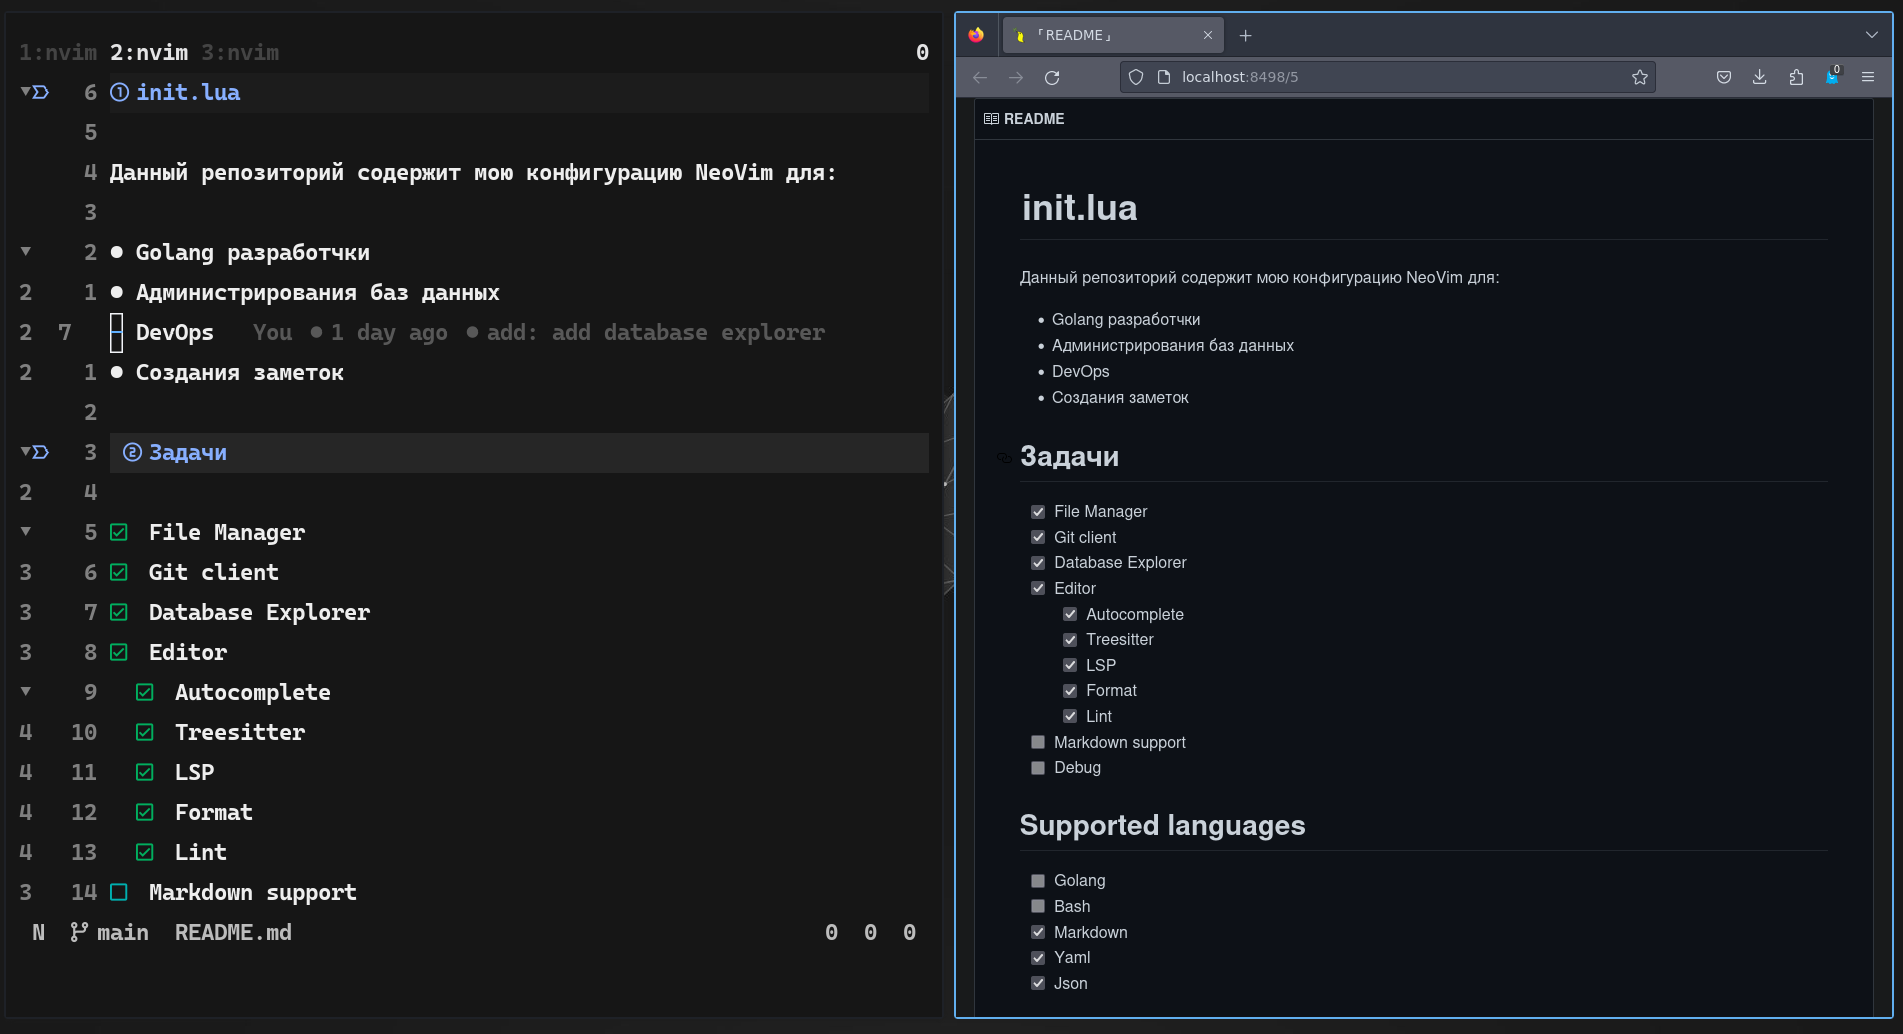 1:nvim 2:nvim 3:nvim 0
6 ① init.lua
5
4 Данный репозиторий содержит мою конфигурацию NeoVim для:
3
2 ● Golang разработчки
2 1 ● Администрирования баз данных
2 7 - DevOps You ● 1 day ago ● add: add database explorer
2 1 ● Создания заметок
2
3 ② Задачи
2 4
5 File Manager
3 6 Git client
3 7 Database Explorer
3 8 Editor
9 Autocomplete
4 10 Treesitter
4 11 LSP
4 12 Format
4 13 Lint
3 14 Markdown support
N main README.md 0 0 0
「README」
localhost:8498/5
0
README
init.lua
Данный репозиторий содержит мою конфигурацию NeoVim для:
• Golang разработчки
• Администрирования баз данных
• DevOps
• Создания заметок
Задачи
File Manager
Git client
Database Explorer
Editor
Autocomplete
Treesitter
LSP
Format
Lint
Markdown support
Debug
Supported languages
Golang
Bash
Markdown
Yaml
Json